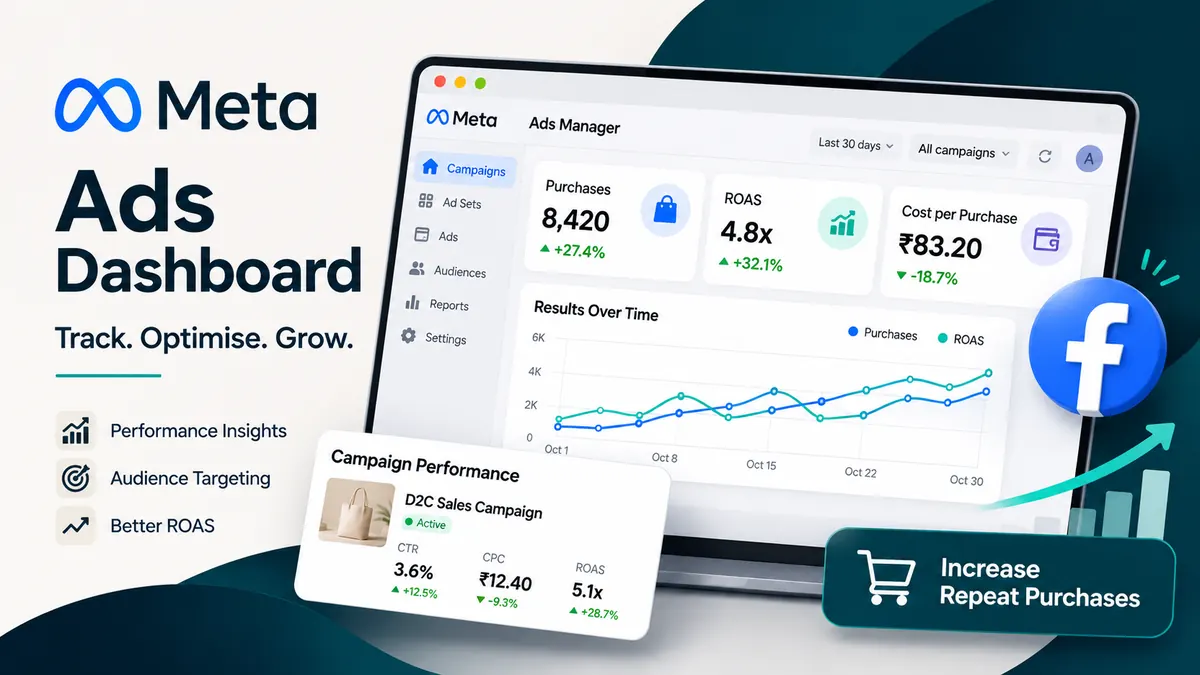 Meta
Ads
Dashboard
Track. Optimise. Grow.
Performance Insights
Audience Targeting
Better ROAS
Meta
Ads Manager
Last 30 days
All campaigns
A
Campaigns
Ad Sets
Ads
Audiences
Reports
Settings
Purchases
8,420
+27.4%
ROAS
4.8x
+32.1%
Cost per Purchase
₹83.20
-18.7%
Results Over Time
Purchases
ROAS
6K
4K
2K
0
Oct 1
Oct 8
Oct 15
Oct 22
Oct 30
Campaign Performance
D2C Sales Campaign
Active
CTR
3.6%
+12.5%
CPC
₹12.40
-9.3%
ROAS
5.1x
+28.7%
f
Increase
Repeat Purchases